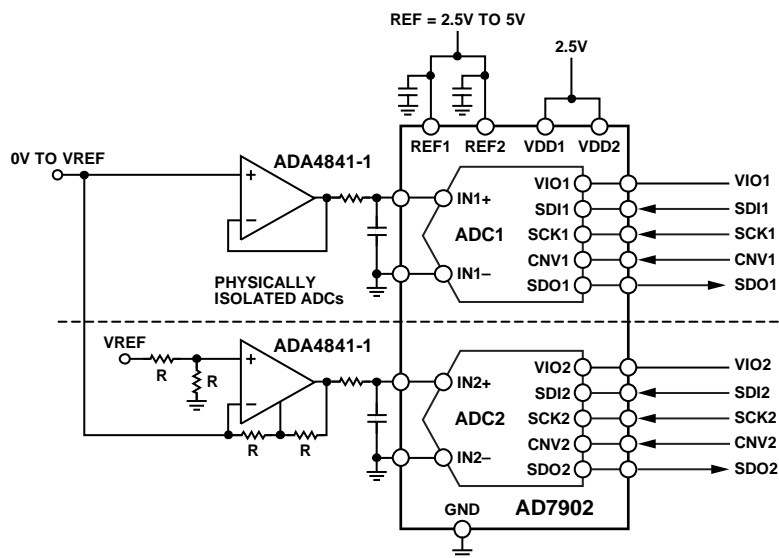 REF = 2.5V TO 5V
2.5V
REF1 REF2 VDD1 VDD2
0V TO VREF
ADA4841-1
+
−
IN1+
ADC1
IN1−
VIO1
SDI1
SCK1
CNV1
SDO1
VIO1
SDI1
SCK1
CNV1
SDO1
PHYSICALLY
ISOLATED ADCs
VREF
R
R
ADA4841-1
+
−
R
R
IN2+
ADC2
IN2−
VIO2
SDI2
SCK2
CNV2
SDO2
VIO2
SDI2
SCK2
CNV2
SDO2
GND
AD7902